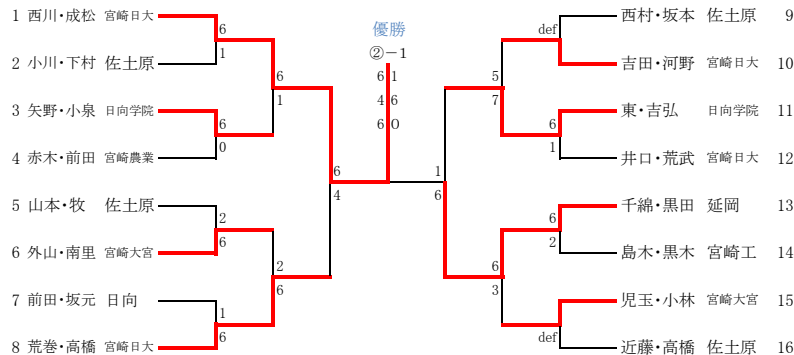 1 西川・成松 宮崎日大
2 小川・下村 佐土原
3 矢野・小泉 日向学院
4 赤木・前田 宮崎農業
5 山本・牧 佐土原
6 外山・南里 宮崎大宮
7 前田・坂元 日向
8 荒巻・高橋 宮崎日大
6
1
6
0
2
6
1
6
6
1
2
6
6
4
優勝
②－1
6 1
4 6
6 0
1
6
5
7
6
3
def
6
1
6
2
def
西村・坂本 佐土原 9
吉田・河野 宮崎日大 10
東・吉弘 日向学院 11
井口・荒武 宮崎日大 12
千綿・黒田 延岡 13
島木・黒木 宮崎工 14
児玉・小林 宮崎大宮 15
近藤・高橋 佐土原 16